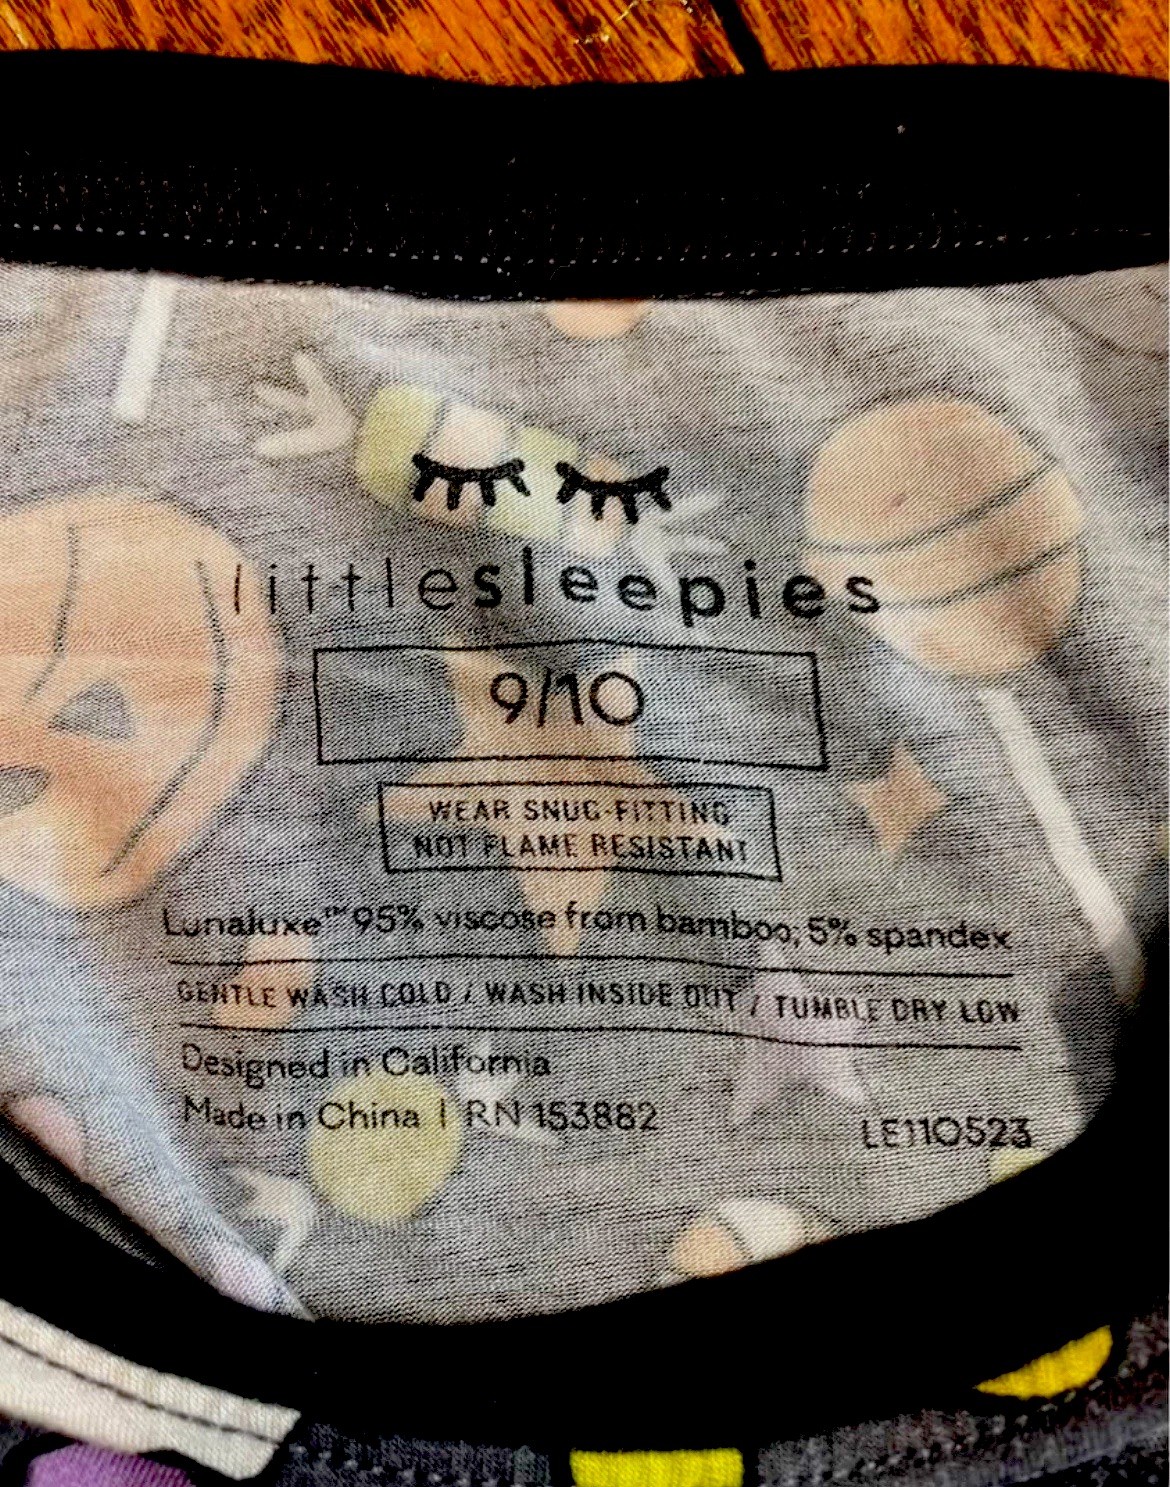 littlesleepies
9/10
WEAR SNUG-FITTING
NOT FLAME RESISTANT
Lunaluxe™ 95% viscose from bamboo; 5% spandex
GENTLE WASH COLD / WASH INSIDE OUT / TUMBLE DRY LOW
Designed in California
Made in China | RN 153882
LE110523